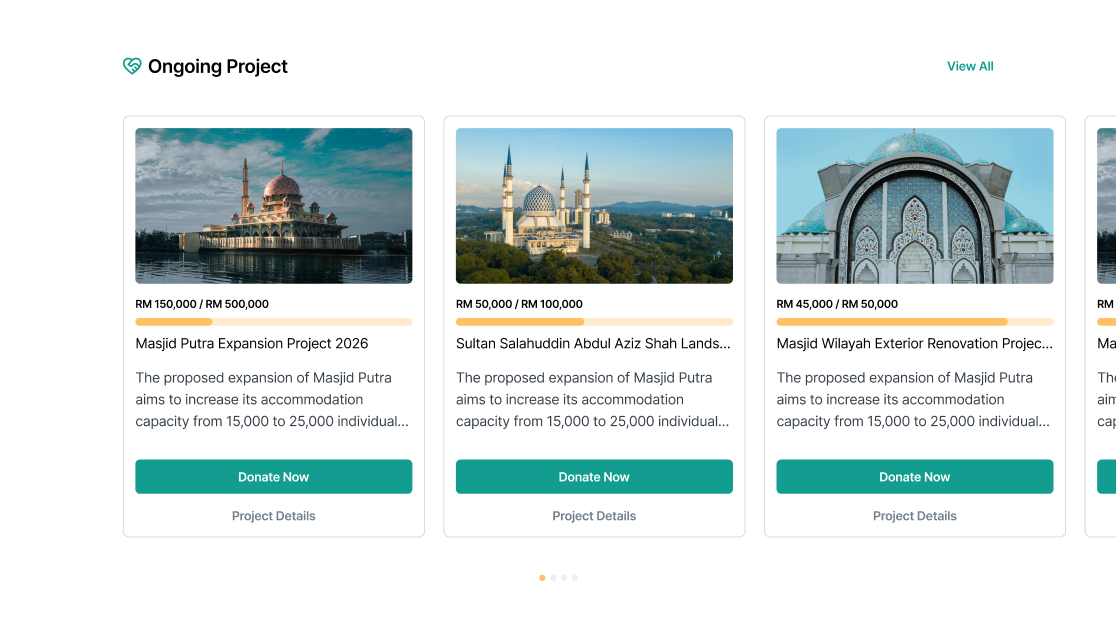 Ongoing Project
View All
RM 150,000 / RM 500,000
Masjid Putra Expansion Project 2026
The proposed expansion of Masjid Putra
aims to increase its accommodation
capacity from 15,000 to 25,000 individual...
Donate Now
Project Details
RM 50,000 / RM 100,000
Sultan Salahuddin Abdul Aziz Shah Lands...
The proposed expansion of Masjid Putra
aims to increase its accommodation
capacity from 15,000 to 25,000 individual...
Donate Now
Project Details
RM 45,000 / RM 50,000
Masjid Wilayah Exterior Renovation Projec...
The proposed expansion of Masjid Putra
aims to increase its accommodation
capacity from 15,000 to 25,000 individual...
Donate Now
Project Details
RM